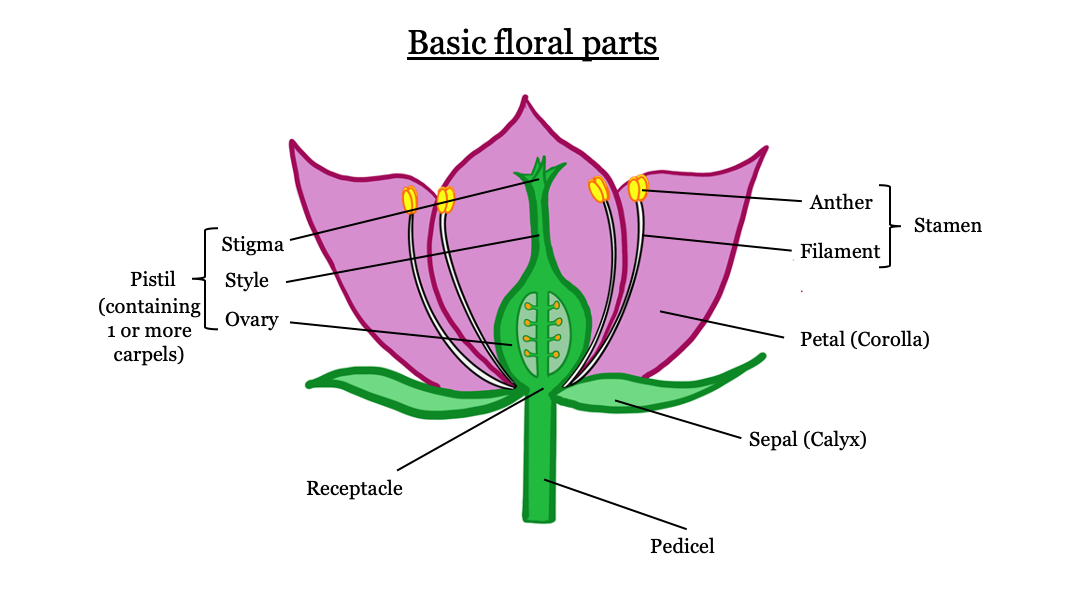 Basic floral parts
Stigma
Style
Ovary
Pistil
(containing
1 or more
carpels)
Anther
Filament
Stamen
Petal (Corolla)
Sepal (Calyx)
Receptacle
Pedicel